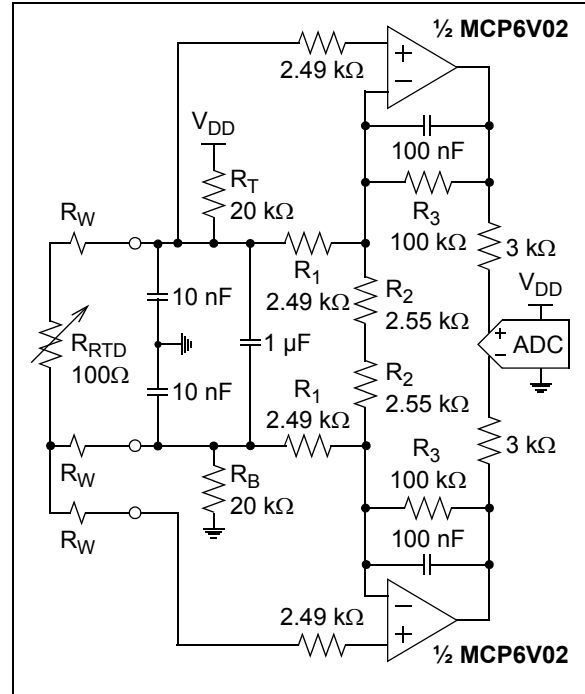 ½ MCP6V02
+
−
2.49 kΩ
100 nF
V_DD
R_T
20 kΩ
R_3
100 kΩ
R_W
3 kΩ
R_1
2.49 kΩ
R_2
2.55 kΩ
V_DD
10 nF
+
−
ADC
R_RTD
100Ω
1 µF
10 nF
R_2
2.55 kΩ
R_1
2.49 kΩ
3 kΩ
R_W
R_B
20 kΩ
R_3
100 kΩ
R_W
100 nF
2.49 kΩ
−
+
½ MCP6V02